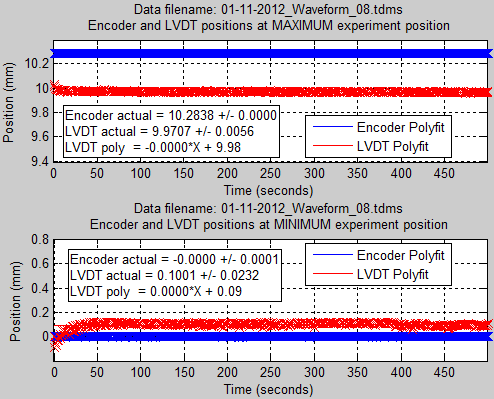 Data filename: 01-11-2012_Waveform_08.tdms
Encoder and LVDT positions at MAXIMUM experiment position
Position (mm)
10.2
10
9.8
9.6
9.4
Encoder actual = 10.2838 +/- 0.0000
LVDT actual = 9.9707 +/- 0.0056
LVDT poly = -0.0000*X + 9.98
Encoder Polyfit
LVDT Polyfit
0 50 100 150 200 250 300 350 400 450
Time (seconds)
Data filename: 01-11-2012_Waveform_08.tdms
Encoder and LVDT positions at MINIMUM experiment position
Position (mm)
0.8
0.6
0.4
0.2
0
Encoder actual = -0.0000 +/- 0.0001
LVDT actual = 0.1001 +/- 0.0232
LVDT poly = 0.0000*X + 0.09
Encoder Polyfit
LVDT Polyfit
0 50 100 150 200 250 300 350 400 450
Time (seconds)